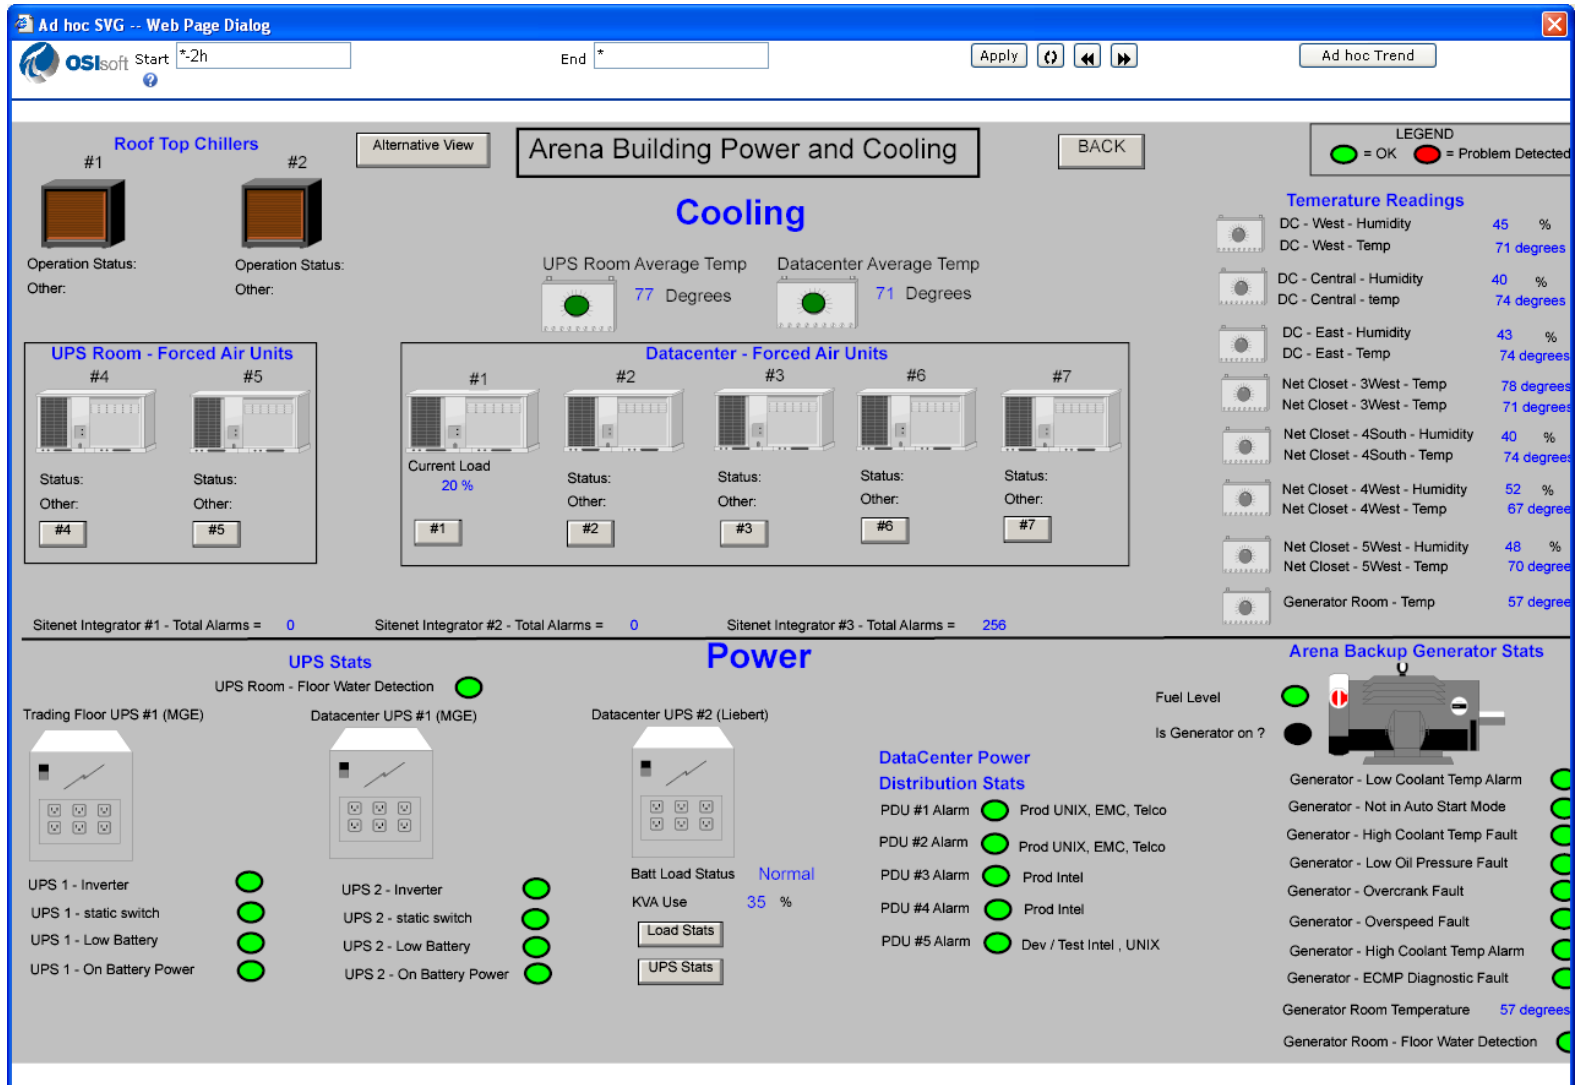 Ad hoc SVG -- Web Page Dialog
OSIsoft Start *-2h End * Apply Ad hoc Trend
?
Roof Top Chillers
#1 #2
Alternative View
Arena Building Power and Cooling
BACK
LEGEND
= OK = Problem Detected
Operation Status: Operation Status:
Other: Other:
Cooling
UPS Room Average Temp Datacenter Average Temp
77 Degrees 71 Degrees
Temerature Readings
DC - West - Humidity 45 %
DC - West - Temp 71 degrees
DC - Central - Humidity 40 %
DC - Central - temp 74 degrees
DC - East - Humidity 43 %
DC - East - Temp 74 degrees
Net Closet - 3West - Temp 78 degrees
Net Closet - 3West - Temp 71 degrees
Net Closet - 4South - Humidity 40 %
Net Closet - 4South - Temp 74 degrees
Net Closet - 4West - Humidity 52 %
Net Closet - 4West - Temp 67 degree
Net Closet - 5West - Humidity 48 %
Net Closet - 5West - Temp 70 degree
Generator Room - Temp 57 degree
UPS Room - Forced Air Units
#4 #5
Status: Status:
Other: Other:
#4 #5
Datacenter - Forced Air Units
#1 #2 #3 #6 #7
Current Load Status: Status: Status: Status:
20 % Other: Other: Other: Other:
#1 #2 #3 #6 #7
Sitenet Integrator #1 - Total Alarms = 0 Sitenet Integrator #2 - Total Alarms = 0 Sitenet Integrator #3 - Total Alarms = 256
Power
UPS Stats
UPS Room - Floor Water Detection
Trading Floor UPS #1 (MGE) Datacenter UPS #1 (MGE) Datacenter UPS #2 (Liebert)
UPS 1 - Inverter
UPS 1 - static switch
UPS 1 - Low Battery
UPS 1 - On Battery Power
UPS 2 - Inverter
UPS 2 - static switch
UPS 2 - Low Battery
UPS 2 - On Battery Power
Batt Load Status Normal
KVA Use 35 %
Load Stats
UPS Stats
DataCenter Power
Distribution Stats
PDU #1 Alarm Prod UNIX, EMC, Telco
PDU #2 Alarm Prod UNIX, EMC, Telco
PDU #3 Alarm Prod Intel
PDU #4 Alarm Prod Intel
PDU #5 Alarm Dev / Test Intel , UNIX
Arena Backup Generator Stats
Fuel Level
Is Generator on ?
Generator - Low Coolant Temp Alarm
Generator - Not in Auto Start Mode
Generator - High Coolant Temp Fault
Generator - Low Oil Pressure Fault
Generator - Overcrank Fault
Generator - Overspeed Fault
Generator - High Coolant Temp Alarm
Generator - ECMP Diagnostic Fault
Generator Room Temperature 57 degrees
Generator Room - Floor Water Detection